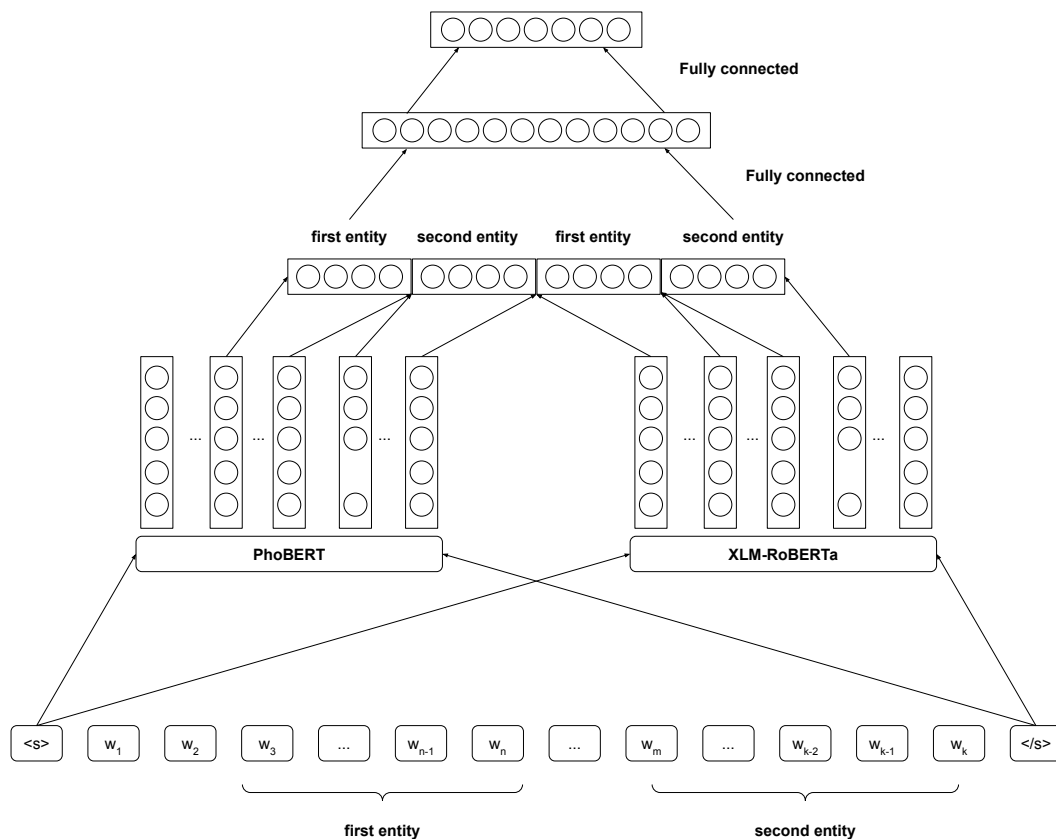 Fully connected
Fully connected
first entity second entity first entity second entity
... ... ... ... ... ...
PhoBERT XLM-RoBERTa
<s> w1 w2 w3 ... wn-1 wn ... wm ... wk-2 wk-1 wk </s>
first entity second entity